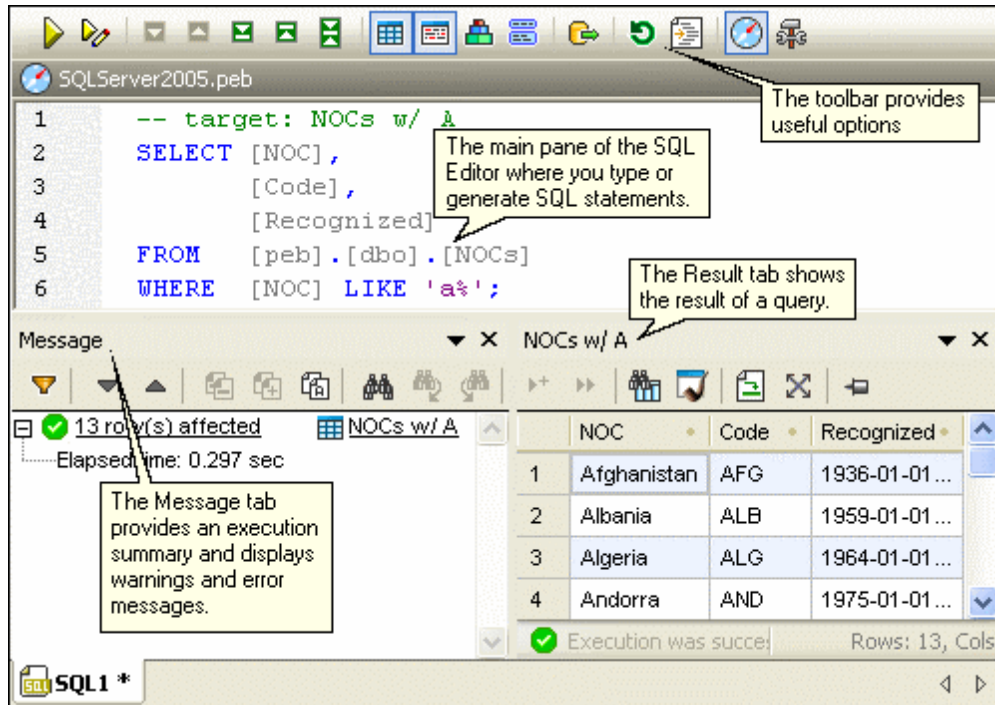 SQLServer2005.peb
The toolbar provides
useful options
1 -- target: NOCs w/ A
2 SELECT [NOC],
3 [Code],
4 [Recognized]
5 FROM [peb].[dbo].[NOCs]
6 WHERE [NOC] LIKE 'a%';
The main pane of the SQL
Editor where you type or
generate SQL statements.
The Result tab shows
the result of a query.
Message
13 row(s) affected NOCs w/ A
Elapsed time: 0.297 sec
The Message tab
provides an execution
summary and displays
warnings and error
messages.
NOCs w/ A
NOC Code Recognized
1 Afghanistan AFG 1936-01-01...
2 Albania ALB 1959-01-01...
3 Algeria ALG 1964-01-01...
4 Andorra AND 1975-01-01...
Execution was succe Rows: 13, Cols
SQL1 *